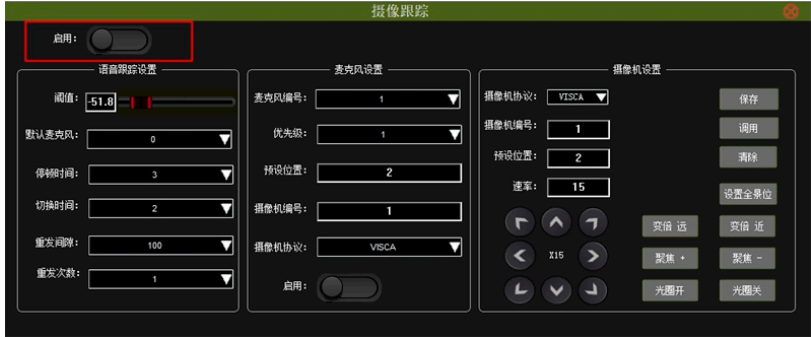 摄像跟踪
启用：
语音跟踪设置
阈值： -51.8
默认麦克风： 0
停顿时间： 3
切换时间： 2
重发间隙： 100
重发次数： 1
麦克风设置
麦克风编号： 1
优先级： 1
预设位置： 2
摄像机编号： 1
摄像机协议： VISCA
启用：
摄像机设置
摄像机协议： VISCA 保存
摄像机编号： 1 调用
预设位置： 2 清除
速率： 15 设置全景位
X15
变倍 远 变倍 近
聚焦 + 聚焦 -
光圈开 光圈关